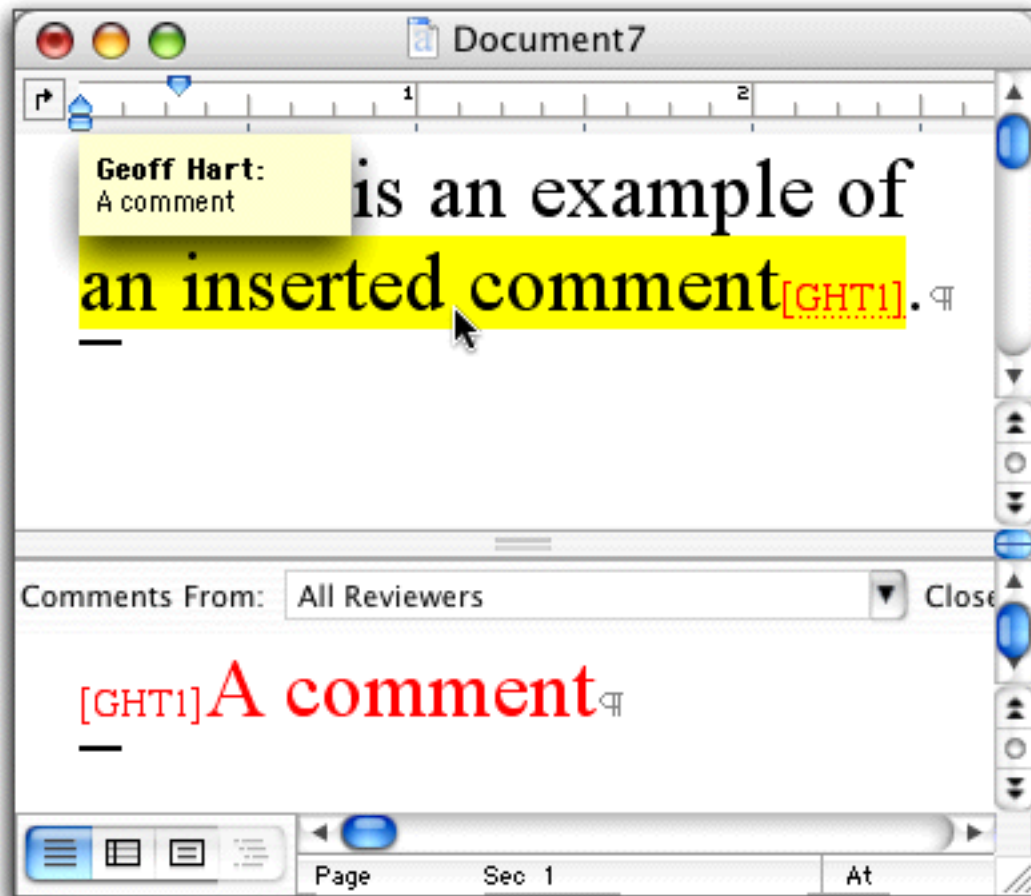 Document7
1 2
Geoff Hart:
A comment
is an example of
an inserted comment[GHT1].¶
Comments From: All Reviewers Close
[GHT1]A comment¶
Page Sec 1 At